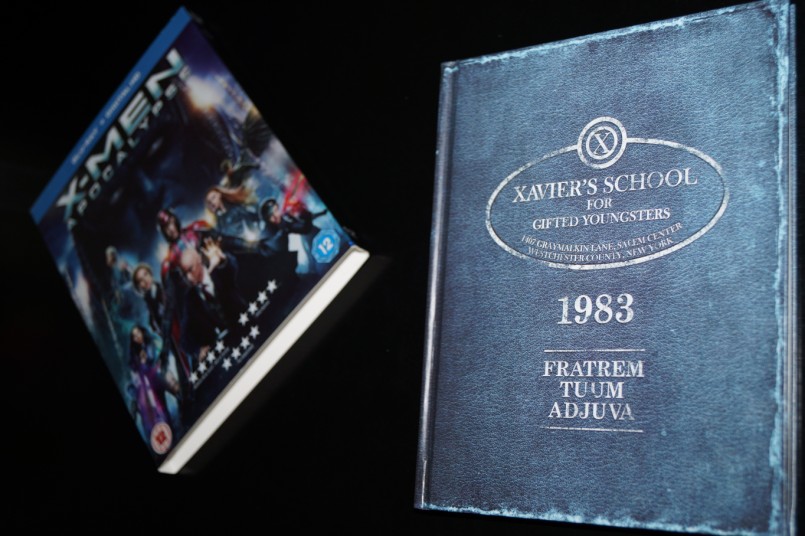 X-MEN
APOCALYPSE
12
12
X
XAVIER'S SCHOOL
FOR
GIFTED YOUNGSTERS
1407 GRAYMALKIN LANE, SALEM CENTER
WESTCHESTER COUNTY, NEW YORK
1983
FRATREM
TUUM
ADJUVA